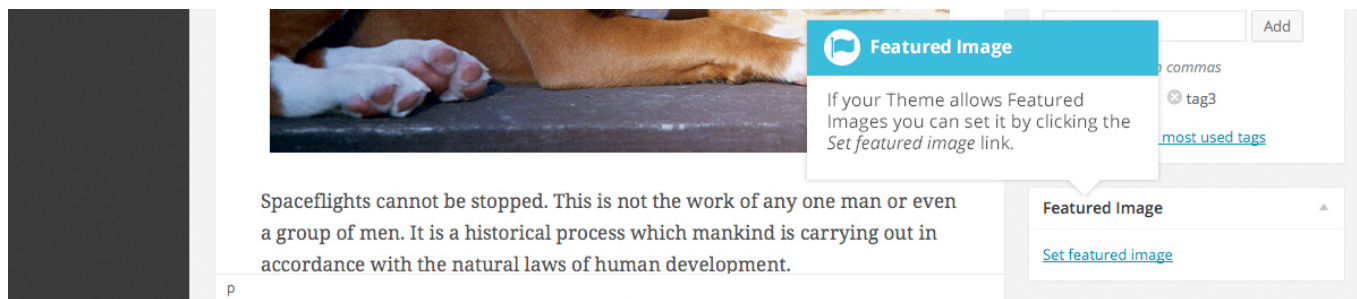 Add
Featured Image
commas
If your Theme allows Featured
Images you can set it by clicking the
Set featured image link.
tag3
most used tags
Spaceflights cannot be stopped. This is not the work of any one man or even
a group of men. It is a historical process which mankind is carrying out in
accordance with the natural laws of human development.
p
Featured Image
Set featured image